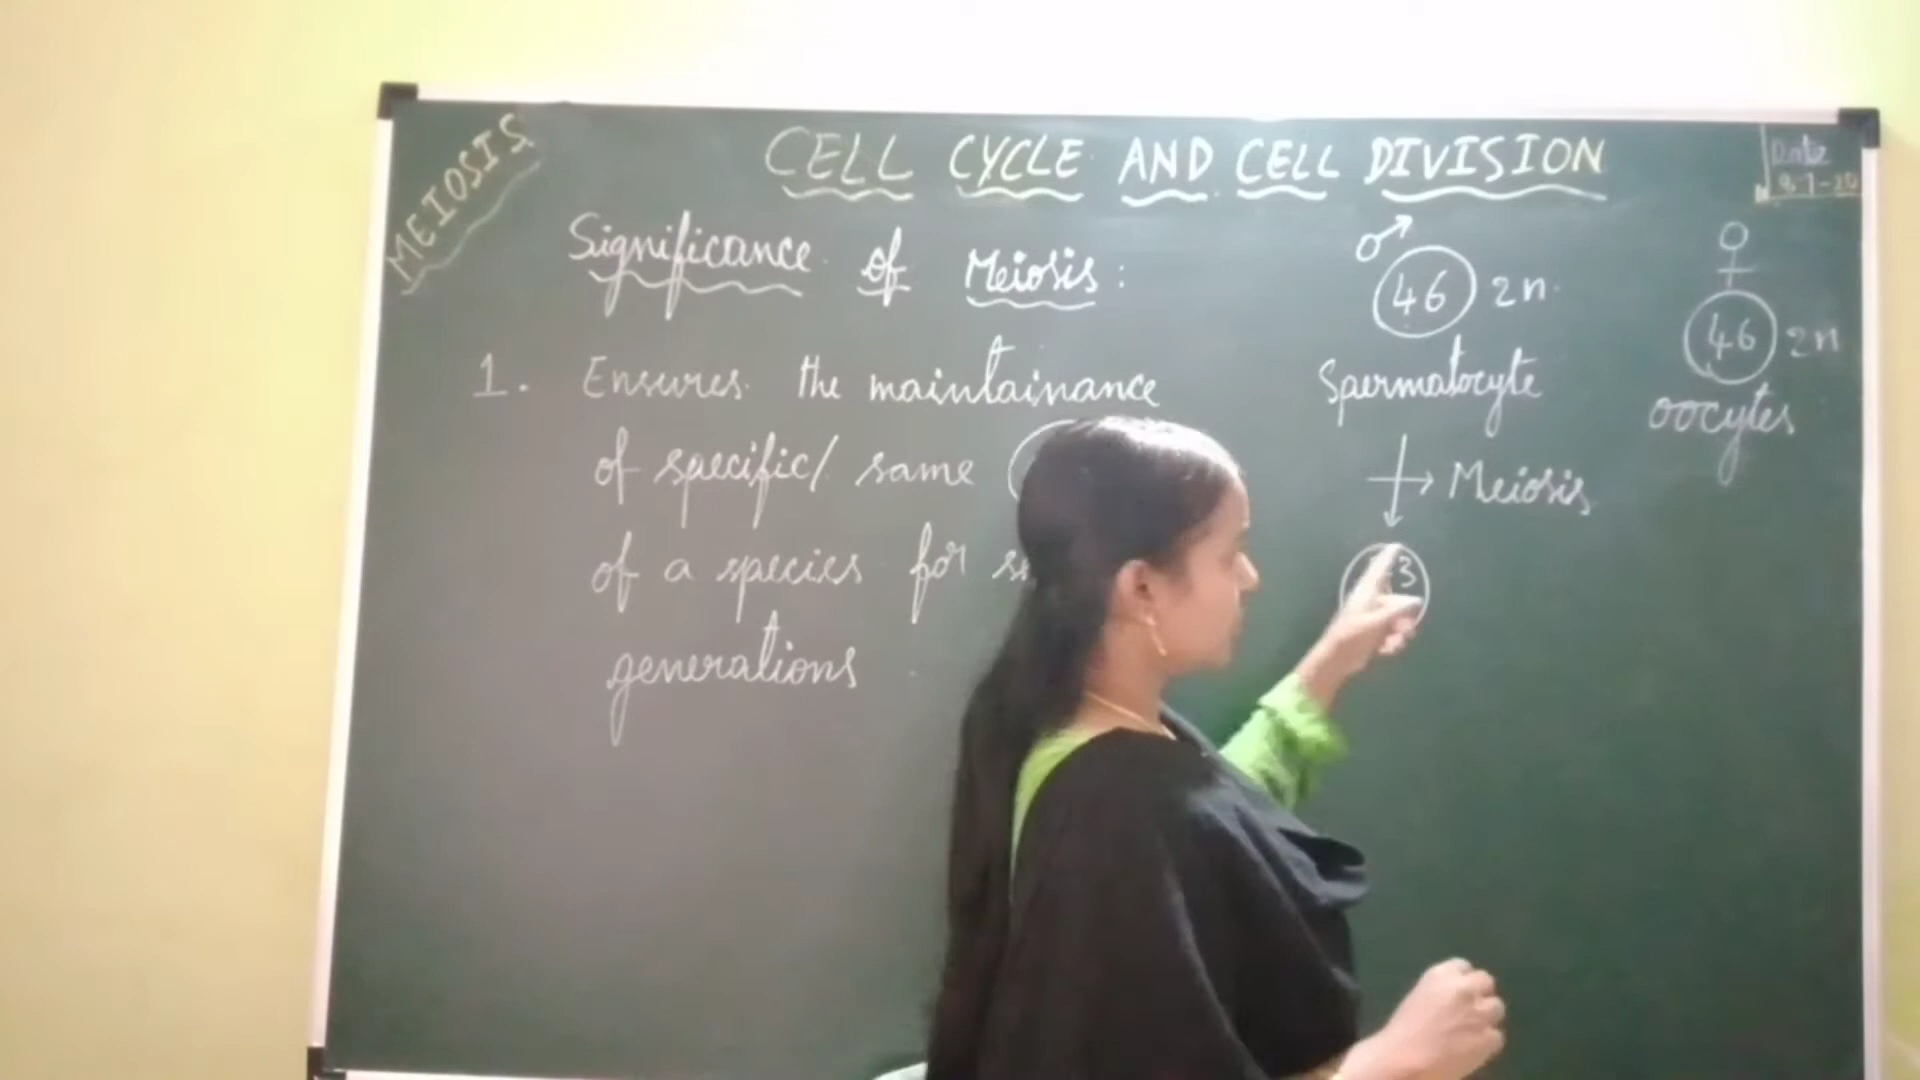 MEIOSIS
CELL CYCLE AND CELL DIVISION
Date
Significance of Meiosis:
1. Ensures the maintainance
of specific/ same
of a species for
generations
♂
46 2n
Spermatocyte
Meiosis
3
♀
46 2n
oocytes